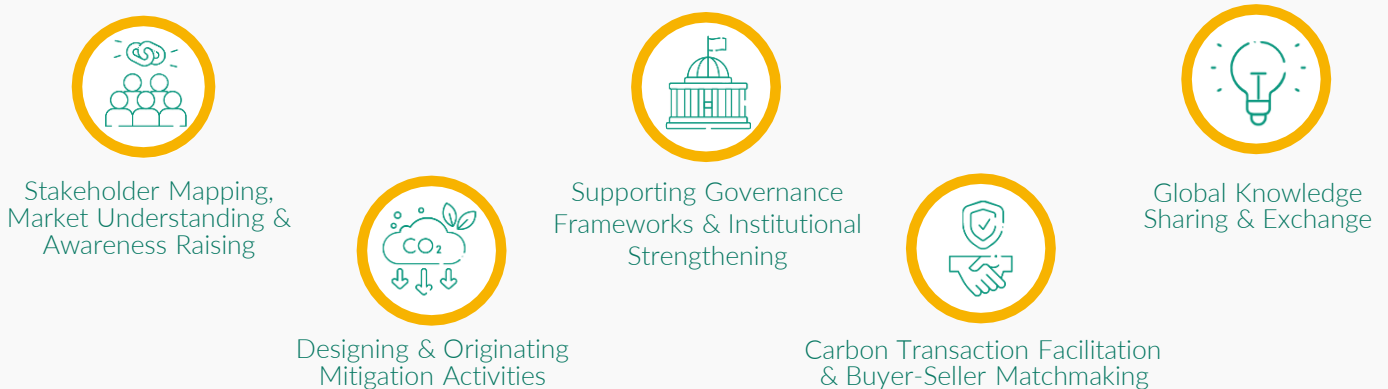 Stakeholder Mapping,
Market Understanding &
Awareness Raising
CO₂
Designing & Originating
Mitigation Activities
Supporting Governance
Frameworks & Institutional
Strengthening
Carbon Transaction Facilitation
& Buyer-Seller Matchmaking
Global Knowledge
Sharing & Exchange